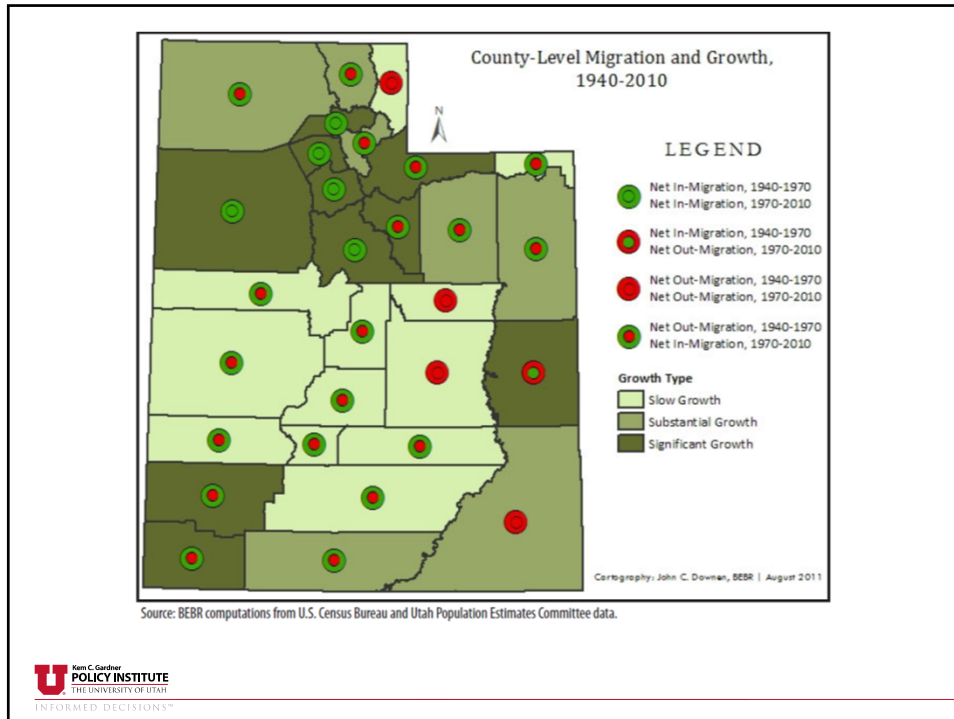 County-Level Migration and Growth,
1940-2010
N
LEGEND
Net In-Migration, 1940-1970
Net In-Migration, 1970-2010
Net In-Migration, 1940-1970
Net Out-Migration, 1970-2010
Net Out-Migration, 1940-1970
Net Out-Migration, 1970-2010
Net Out-Migration, 1940-1970
Net In-Migration, 1970-2010
Growth Type
Slow Growth
Substantial Growth
Significant Growth
Cartography: John C. Downen, BEBR | August 2011
Source: BEBR computations from U.S. Census Bureau and Utah Population Estimates Committee data.
U
Kem C. Gardner
POLICY INSTITUTE
THE UNIVERSITY OF UTAH
INFORMED DECISIONS™